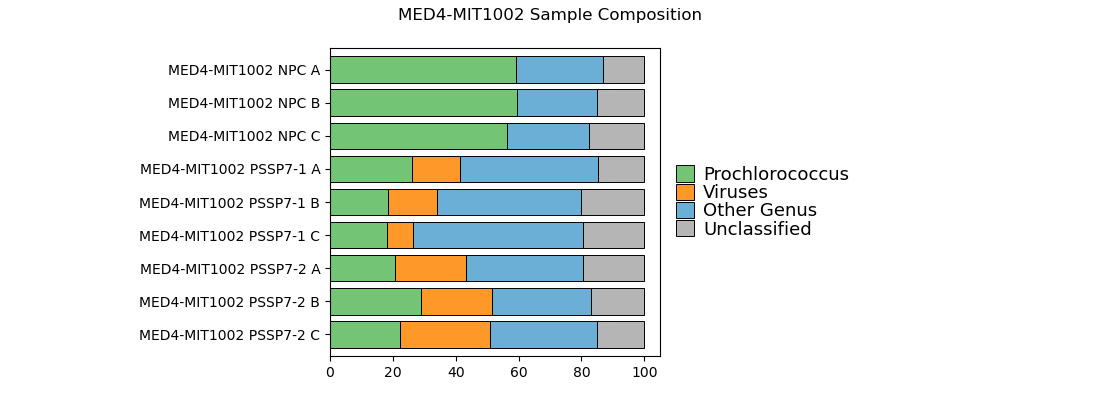 MED4-MIT1002 Sample Composition
MED4-MIT1002 NPC A
MED4-MIT1002 NPC B
MED4-MIT1002 NPC C
MED4-MIT1002 PSSP7-1 A
MED4-MIT1002 PSSP7-1 B
MED4-MIT1002 PSSP7-1 C
MED4-MIT1002 PSSP7-2 A
MED4-MIT1002 PSSP7-2 B
MED4-MIT1002 PSSP7-2 C
0 20 40 60 80 100
Prochlorococcus
Viruses
Other Genus
Unclassified